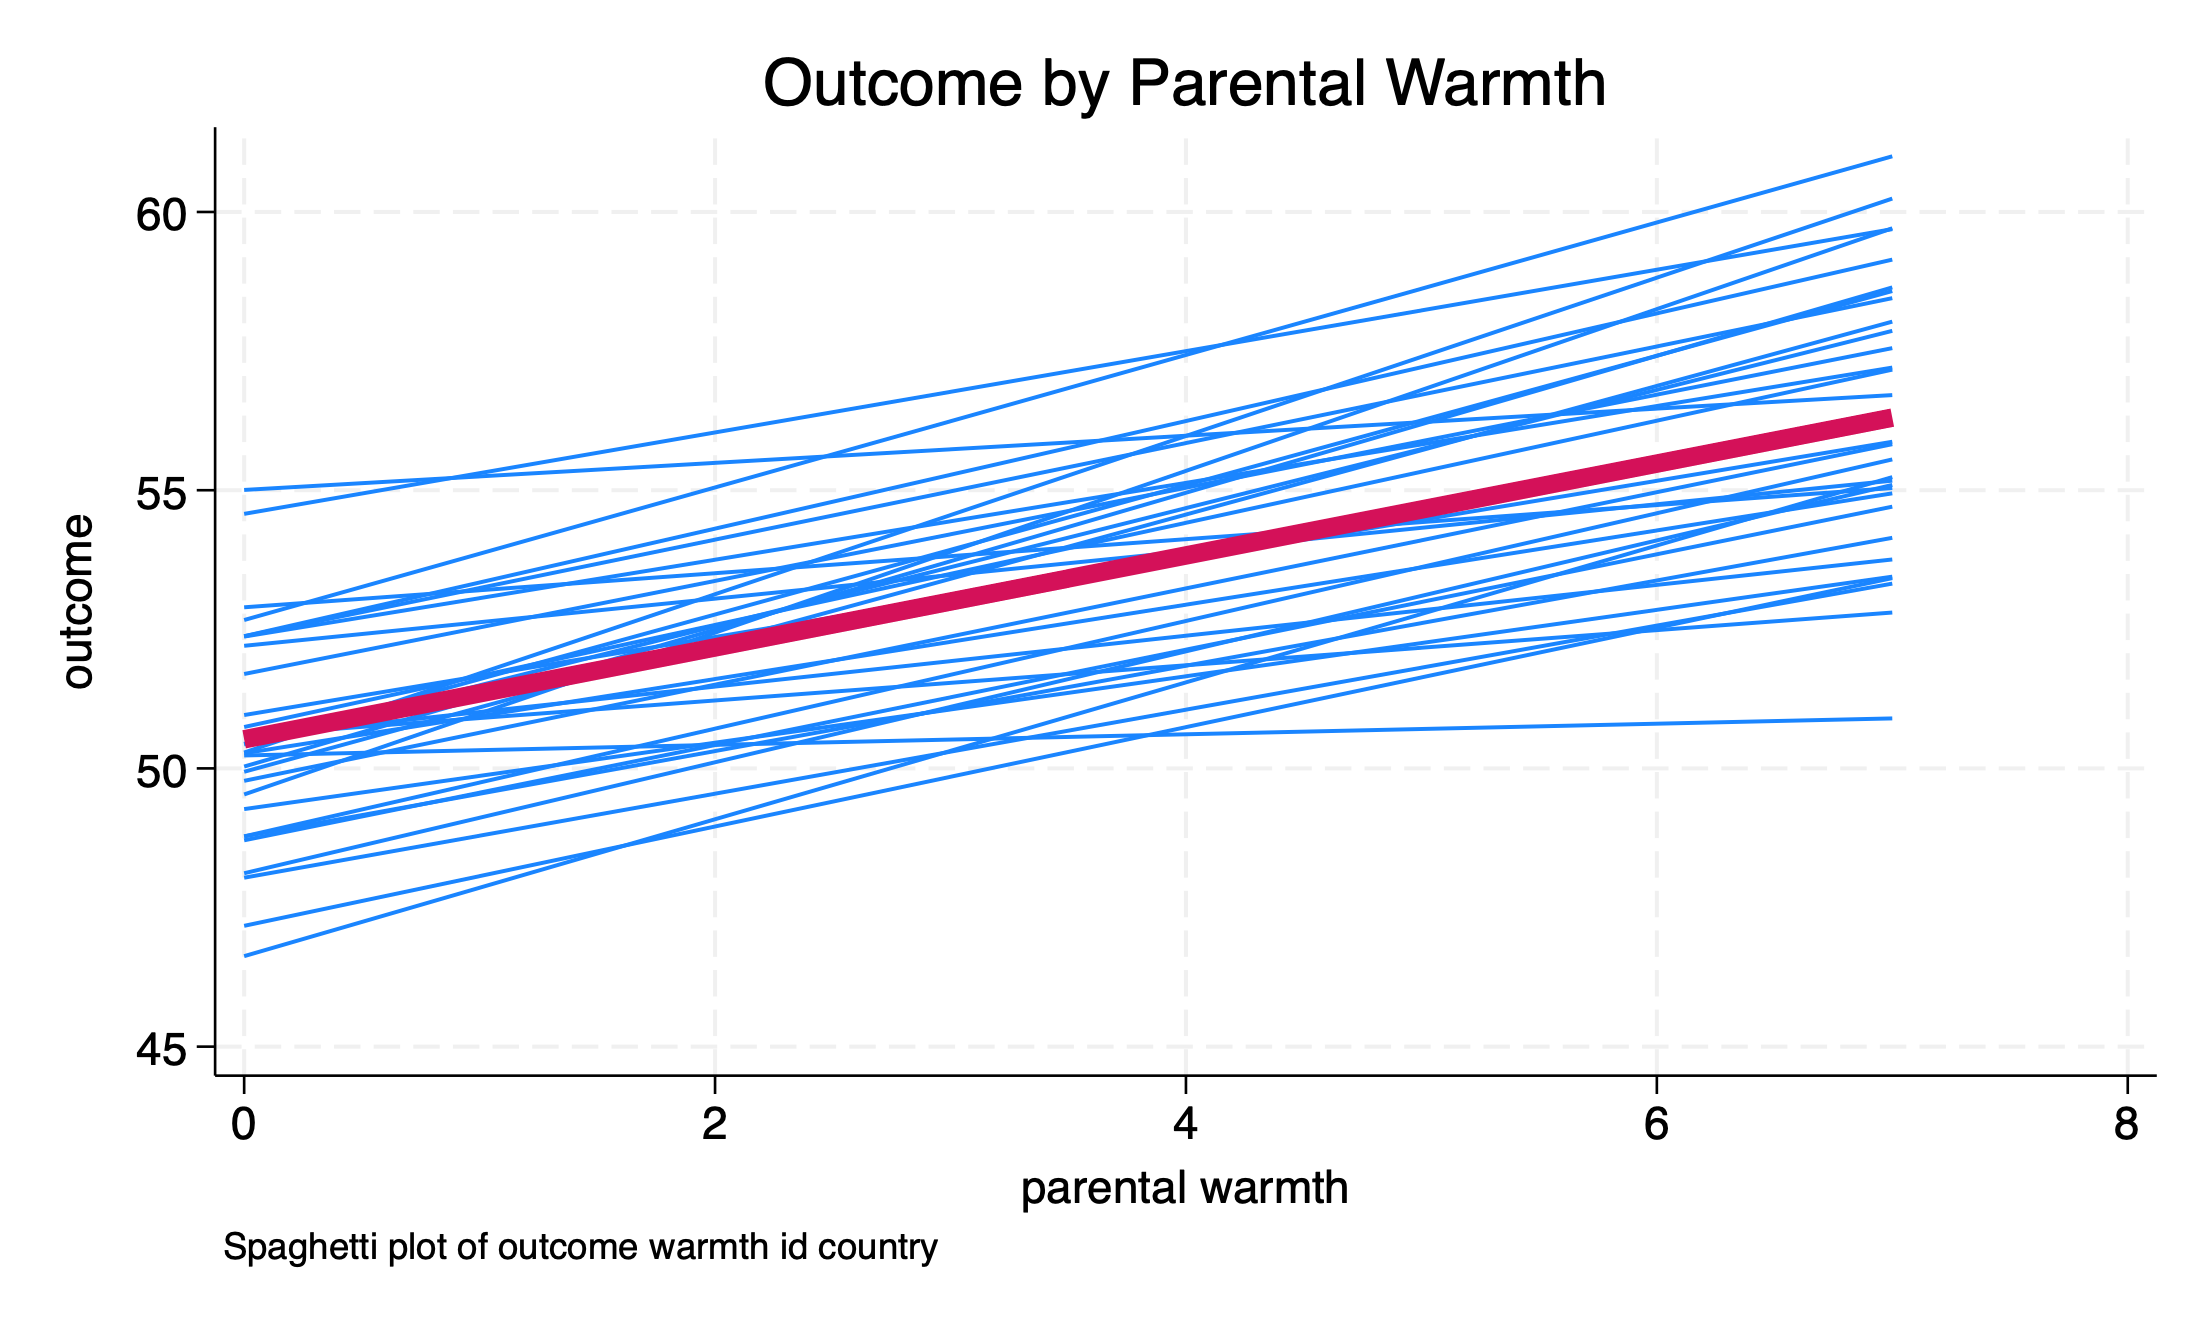 Outcome by Parental Warmth
60
55
50
45
outcome
0 2 4 6 8
parental warmth
Spaghetti plot of outcome warmth id country